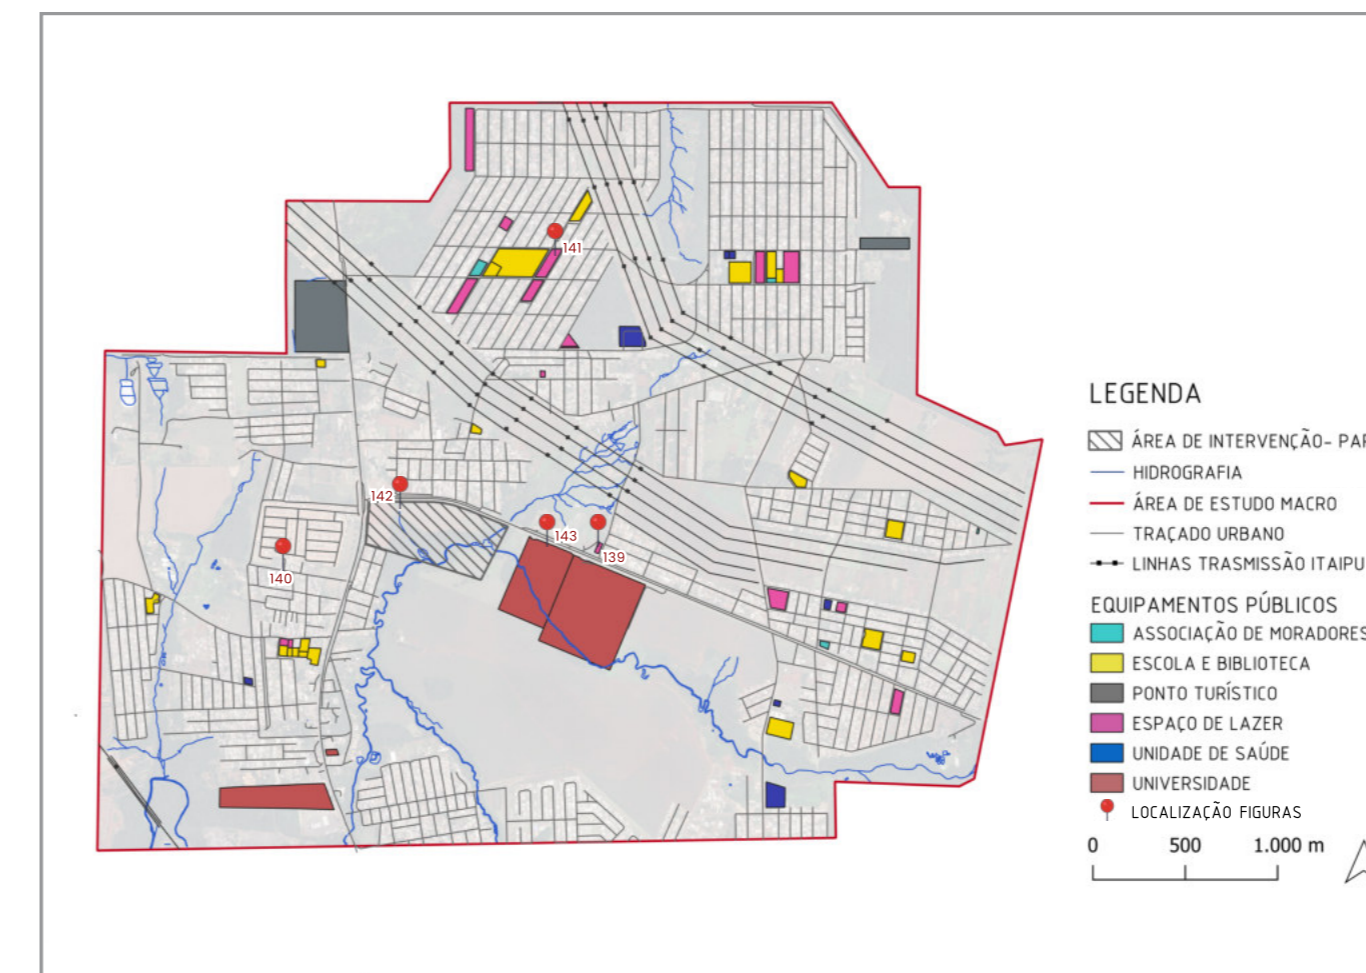 141
142
143
139
140
LEGENDA
ÁREA DE INTERVENÇÃO- PAR
HIDROGRAFIA
ÁREA DE ESTUDO MACRO
TRAÇADO URBANO
LINHAS TRASMISSÃO ITAIPU
EQUIPAMENTOS PÚBLICOS
ASSOCIAÇÃO DE MORADORES
ESCOLA E BIBLIOTECA
PONTO TURÍSTICO
ESPAÇO DE LAZER
UNIDADE DE SAÚDE
UNIVERSIDADE
LOCALIZAÇÃO FIGURAS
0 500 1.000 m